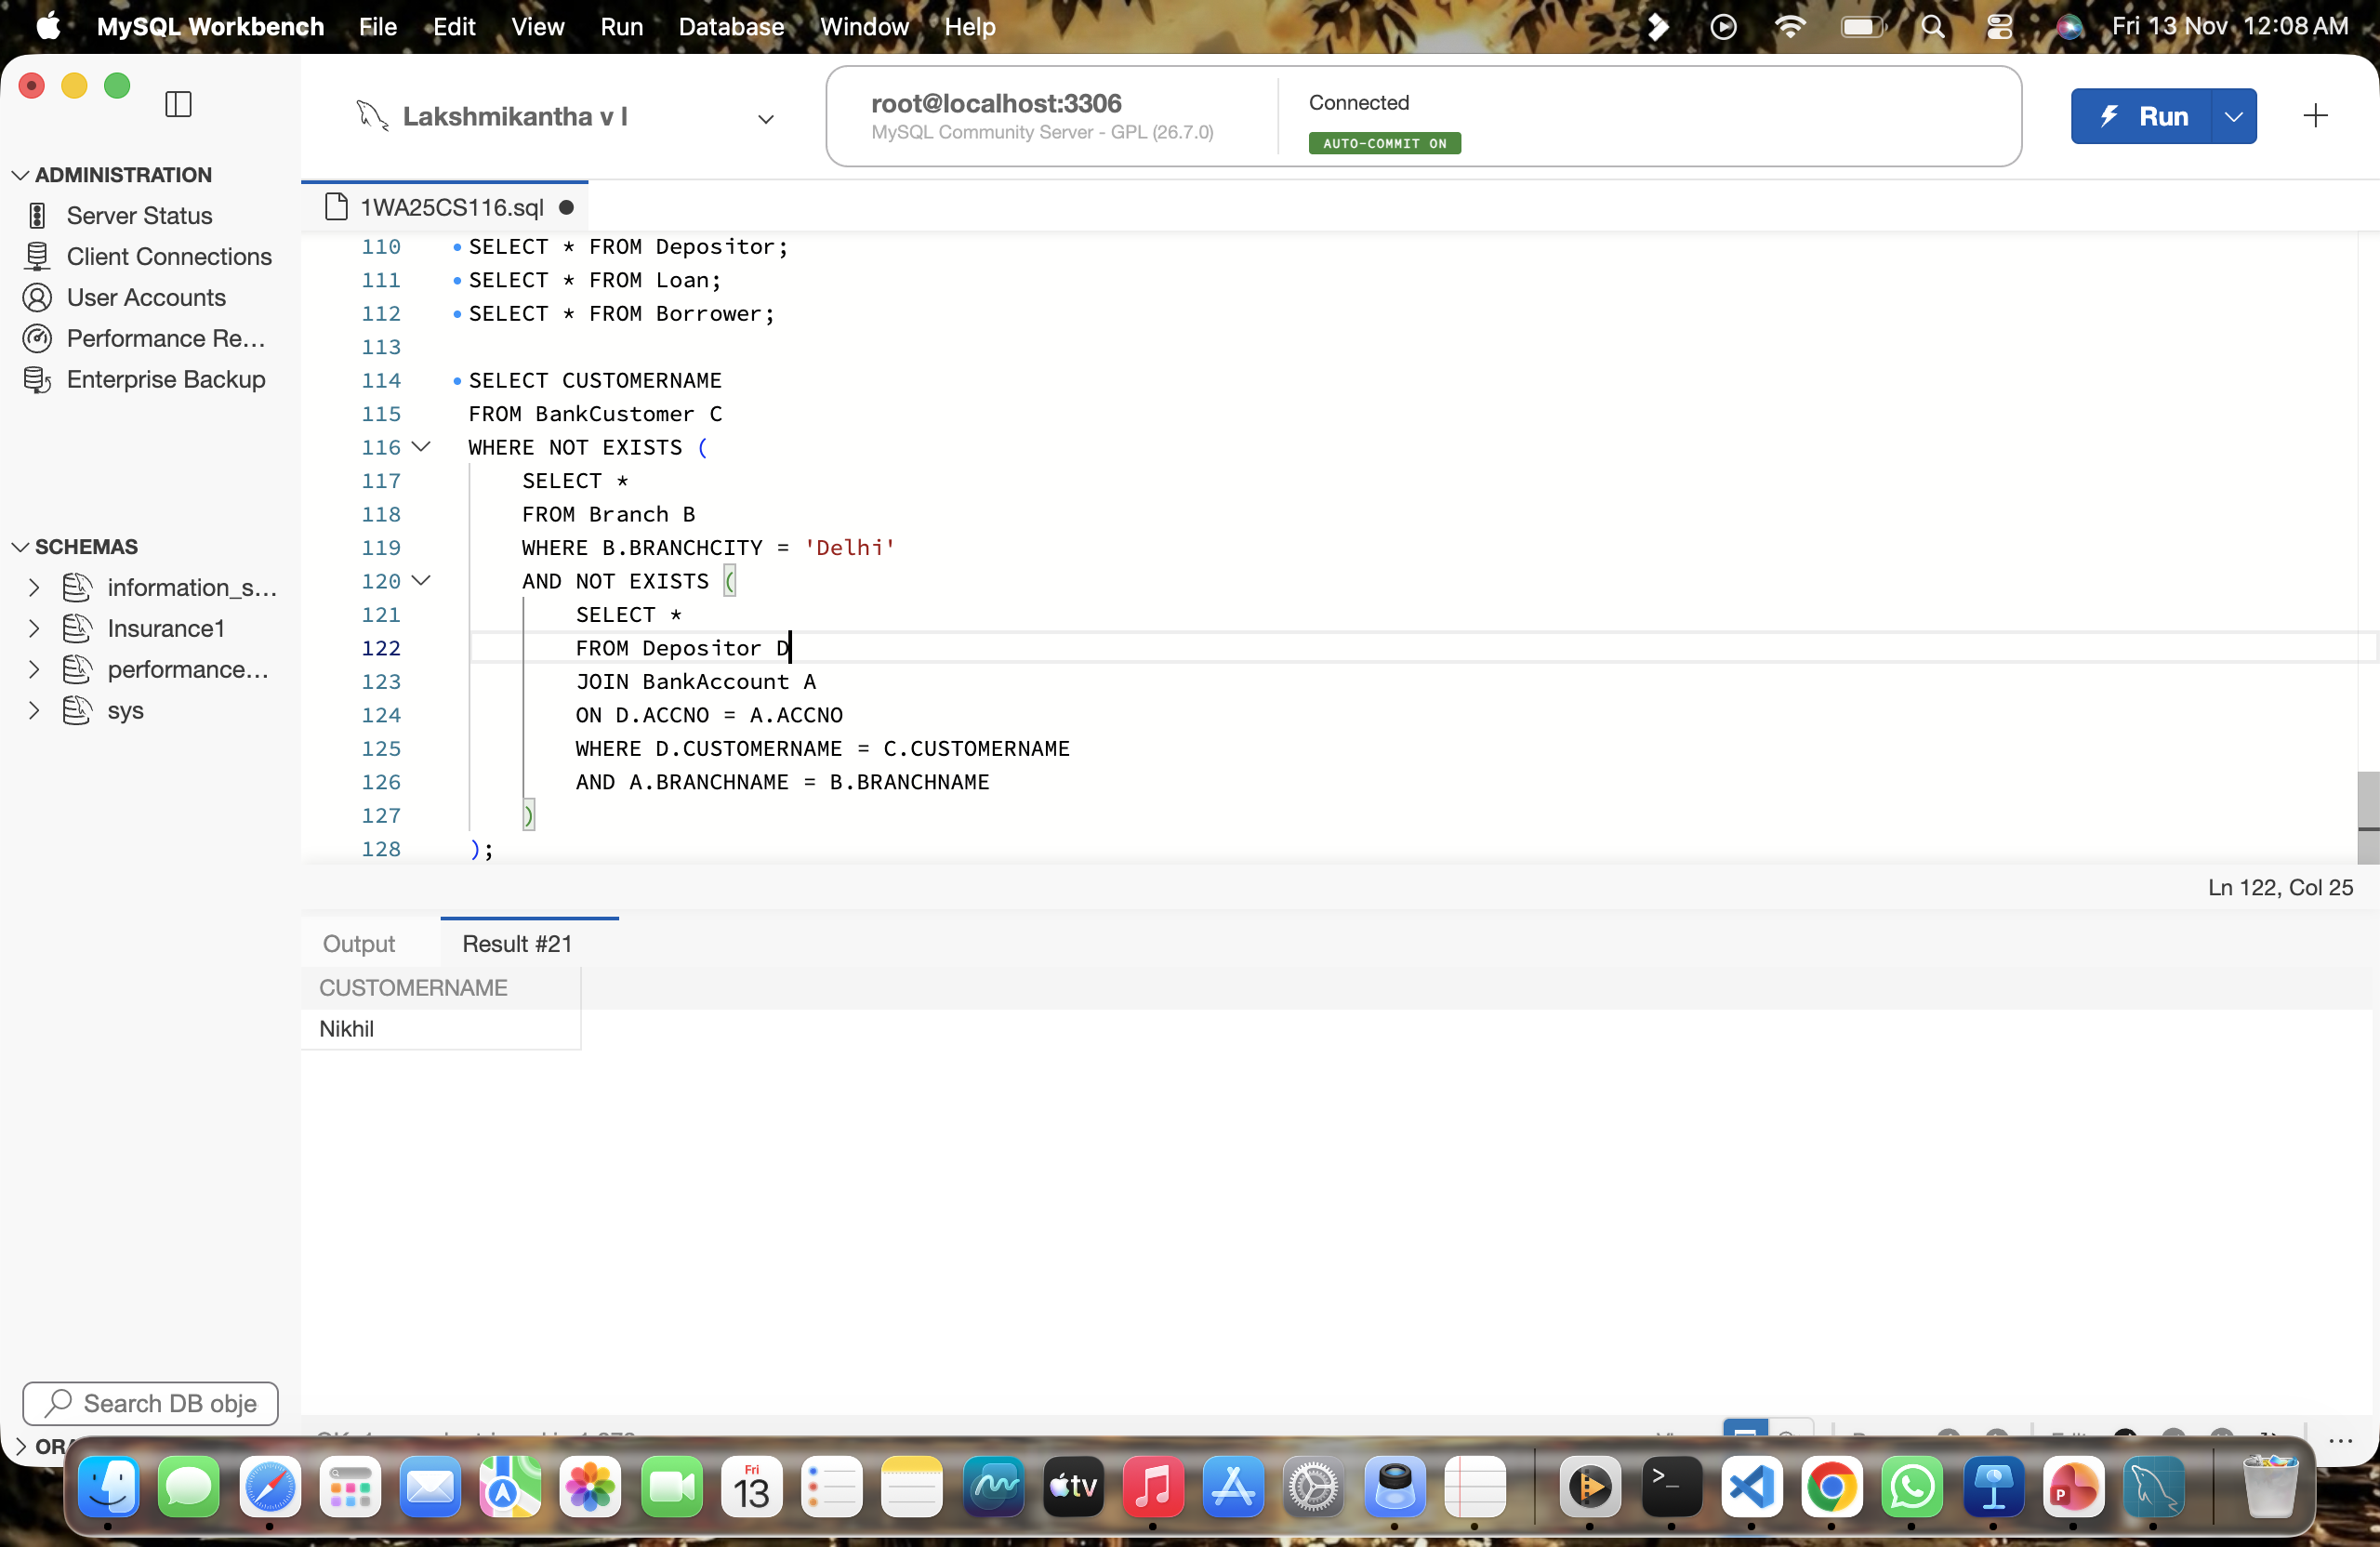 MySQL Workbench File Edit View Run Database Window Help Fri 13 Nov 12:08 AM
Lakshmikantha v l
root@localhost:3306
MySQL Community Server - GPL (26.7.0)
Connected
AUTO-COMMIT ON
Run
ADMINISTRATION
Server Status
Client Connections
User Accounts
Performance Re...
Enterprise Backup
SCHEMAS
information_s...
Insurance1
performance...
sys
Search DB obje
1WA25CS116.sql
110 SELECT * FROM Depositor;
111 SELECT * FROM Loan;
112 SELECT * FROM Borrower;
113
114 SELECT CUSTOMERNAME
115 FROM BankCustomer C
116 WHERE NOT EXISTS (
117 SELECT *
118 FROM Branch B
119 WHERE B.BRANCHCITY = 'Delhi'
120 AND NOT EXISTS (
121 SELECT *
122 FROM Depositor D
123 JOIN BankAccount A
124 ON D.ACCNO = A.ACCNO
125 WHERE D.CUSTOMERNAME = C.CUSTOMERNAME
126 AND A.BRANCHNAME = B.BRANCHNAME
127 )
128 );
Ln 122, Col 25
Output Result #21
CUSTOMERNAME
Nikhil
Fri
13
tv
P